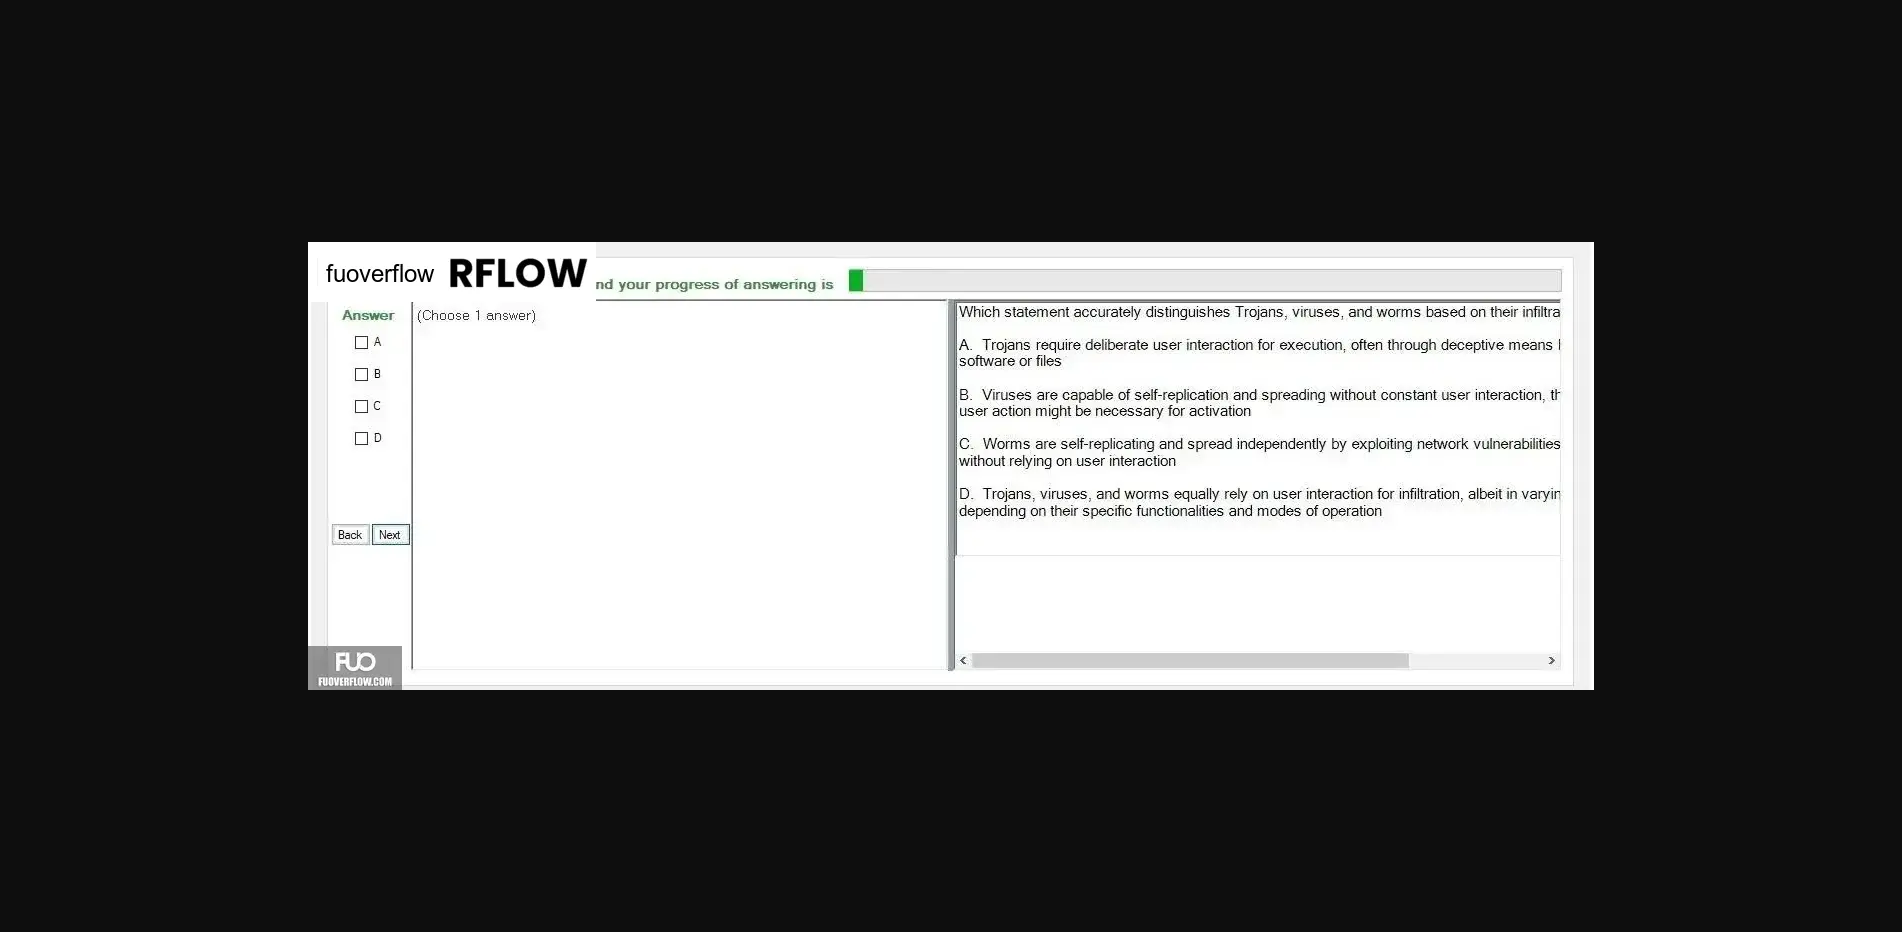 fuoverflow RFLOW
nd your progress of answering is
Answer
(Choose 1 answer)
A
B
C
D
Back Next
Which statement accurately distinguishes Trojans, viruses, and worms based on their infiltra
A. Trojans require deliberate user interaction for execution, often through deceptive means
software or files
B. Viruses are capable of self-replication and spreading without constant user interaction, th
user action might be necessary for activation
C. Worms are self-replicating and spread independently by exploiting network vulnerabilities
without relying on user interaction
D. Trojans, viruses, and worms equally rely on user interaction for infiltration, albeit in varyin
depending on their specific functionalities and modes of operation
FUO
FUOVERFLOW.COM